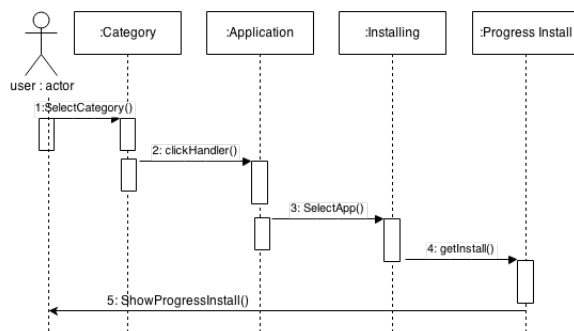 :Category
:Application
:Installing
:Progress Install
user : actor
1:SelectCategory()
2: clickHandler()
3: SelectApp()
4: getInstall()
5: ShowProgressInstall()